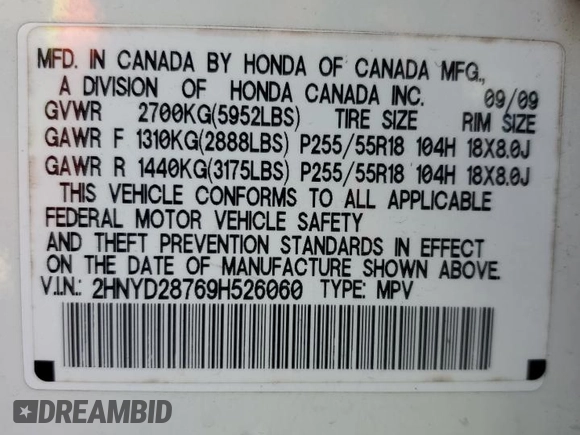 MFD. IN CANADA BY HONDA OF CANADA MFG.,
A DIVISION OF HONDA CANADA INC. 09/09
GVWR 2700KG(5952LBS) TIRE SIZE RIM SIZE
GAWR F 1310KG(2888LBS) P255/55R18 104H 18X8.0J
GAWR R 1440KG(3175LBS) P255/55R18 104H 18X8.0J
THIS VEHICLE CONFORMS TO ALL APPLICABLE
FEDERAL MOTOR VEHICLE SAFETY
AND THEFT PREVENTION STANDARDS IN EFFECT
ON THE DATE OF MANUFACTURE SHOWN ABOVE.
V.I.N.: 2HNYD28769H526060 TYPE: MPV
DREAMBID